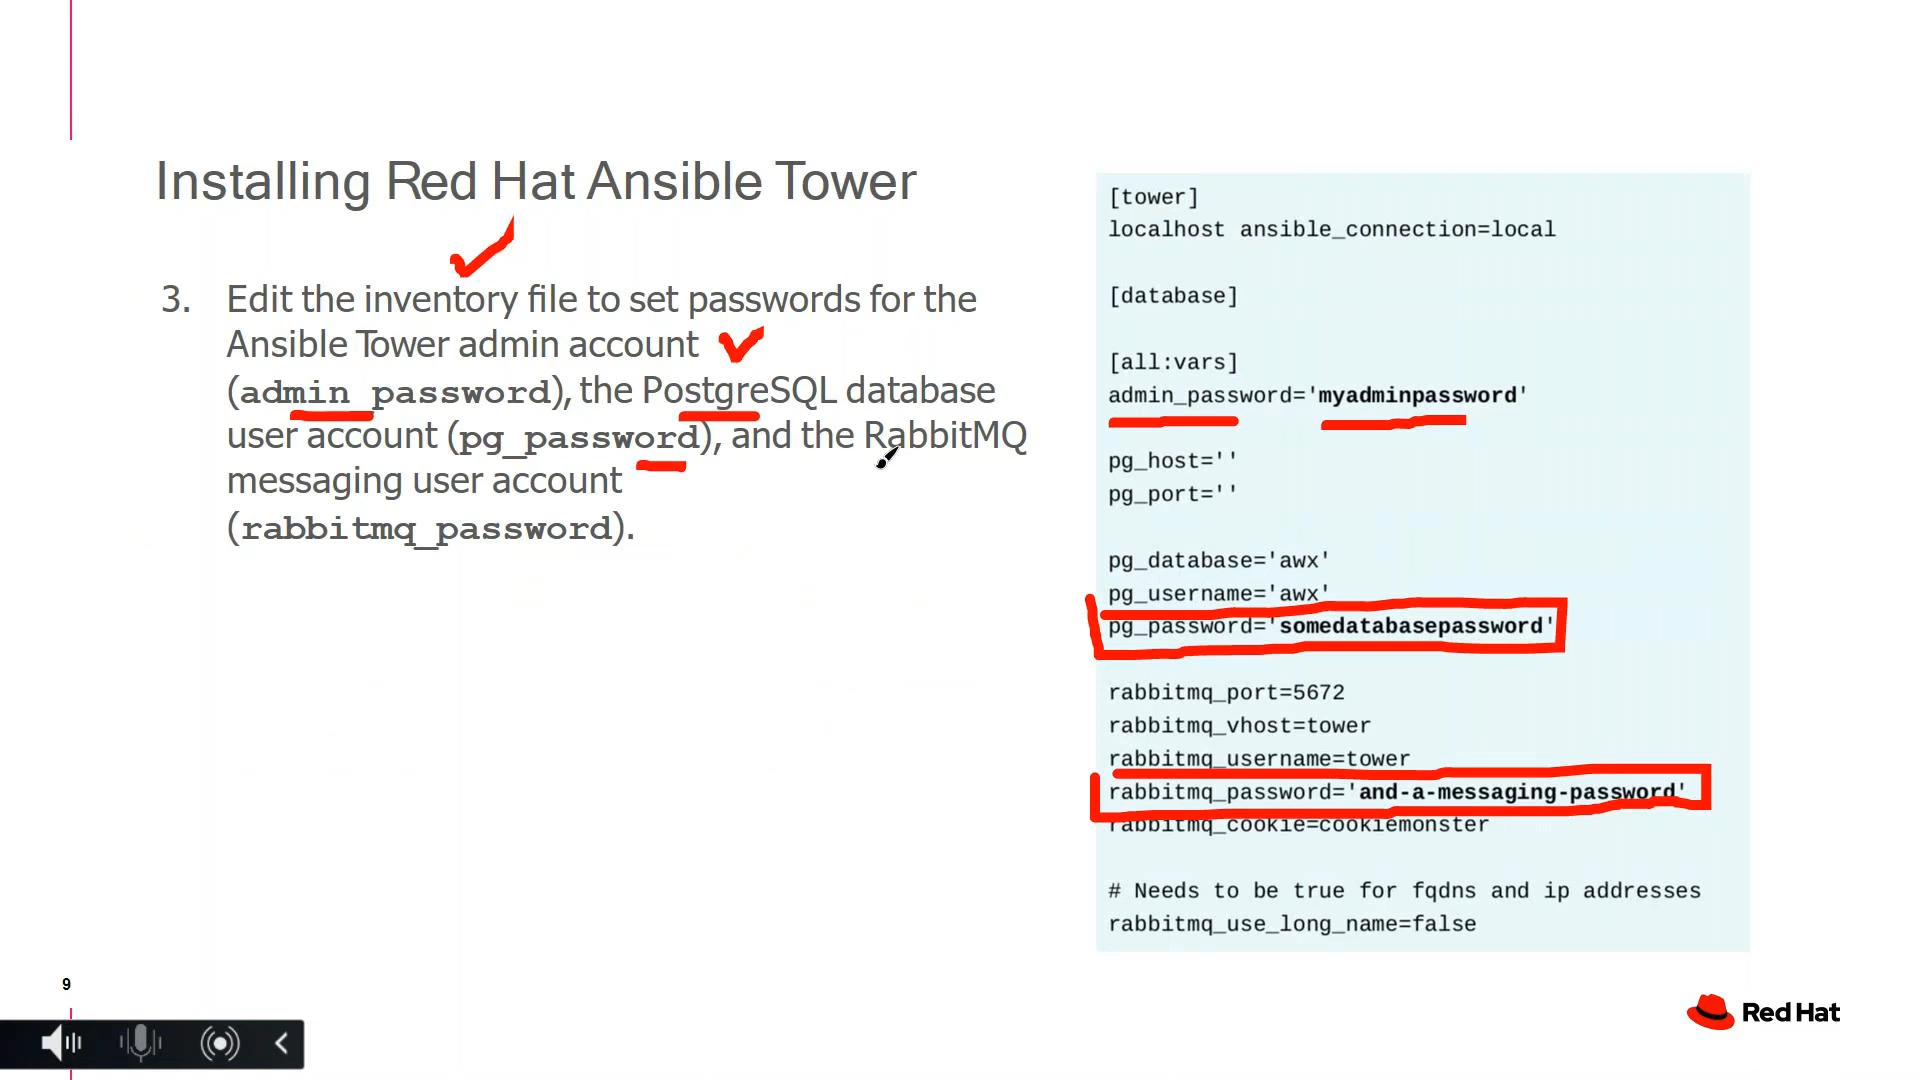 Installing Red Hat Ansible Tower
3. Edit the inventory file to set passwords for the
Ansible Tower admin account
(admin_password), the PostgreSQL database
user account (pg_password), and the RabbitMQ
messaging user account
(rabbitmq_password).
[tower]
localhost ansible_connection=local
[database]
[all:vars]
admin_password='myadminpassword'
pg_host=''
pg_port=''
pg_database='awx'
pg_username='awx'
pg_password='somedatabasepassword'
rabbitmq_port=5672
rabbitmq_vhost=tower
rabbitmq_username=tower
rabbitmq_password='and-a-messaging-password'
rabbitmq_cookie=cookiemonster
# Needs to be true for fqdns and ip addresses
rabbitmq_use_long_name=false
9
Red Hat